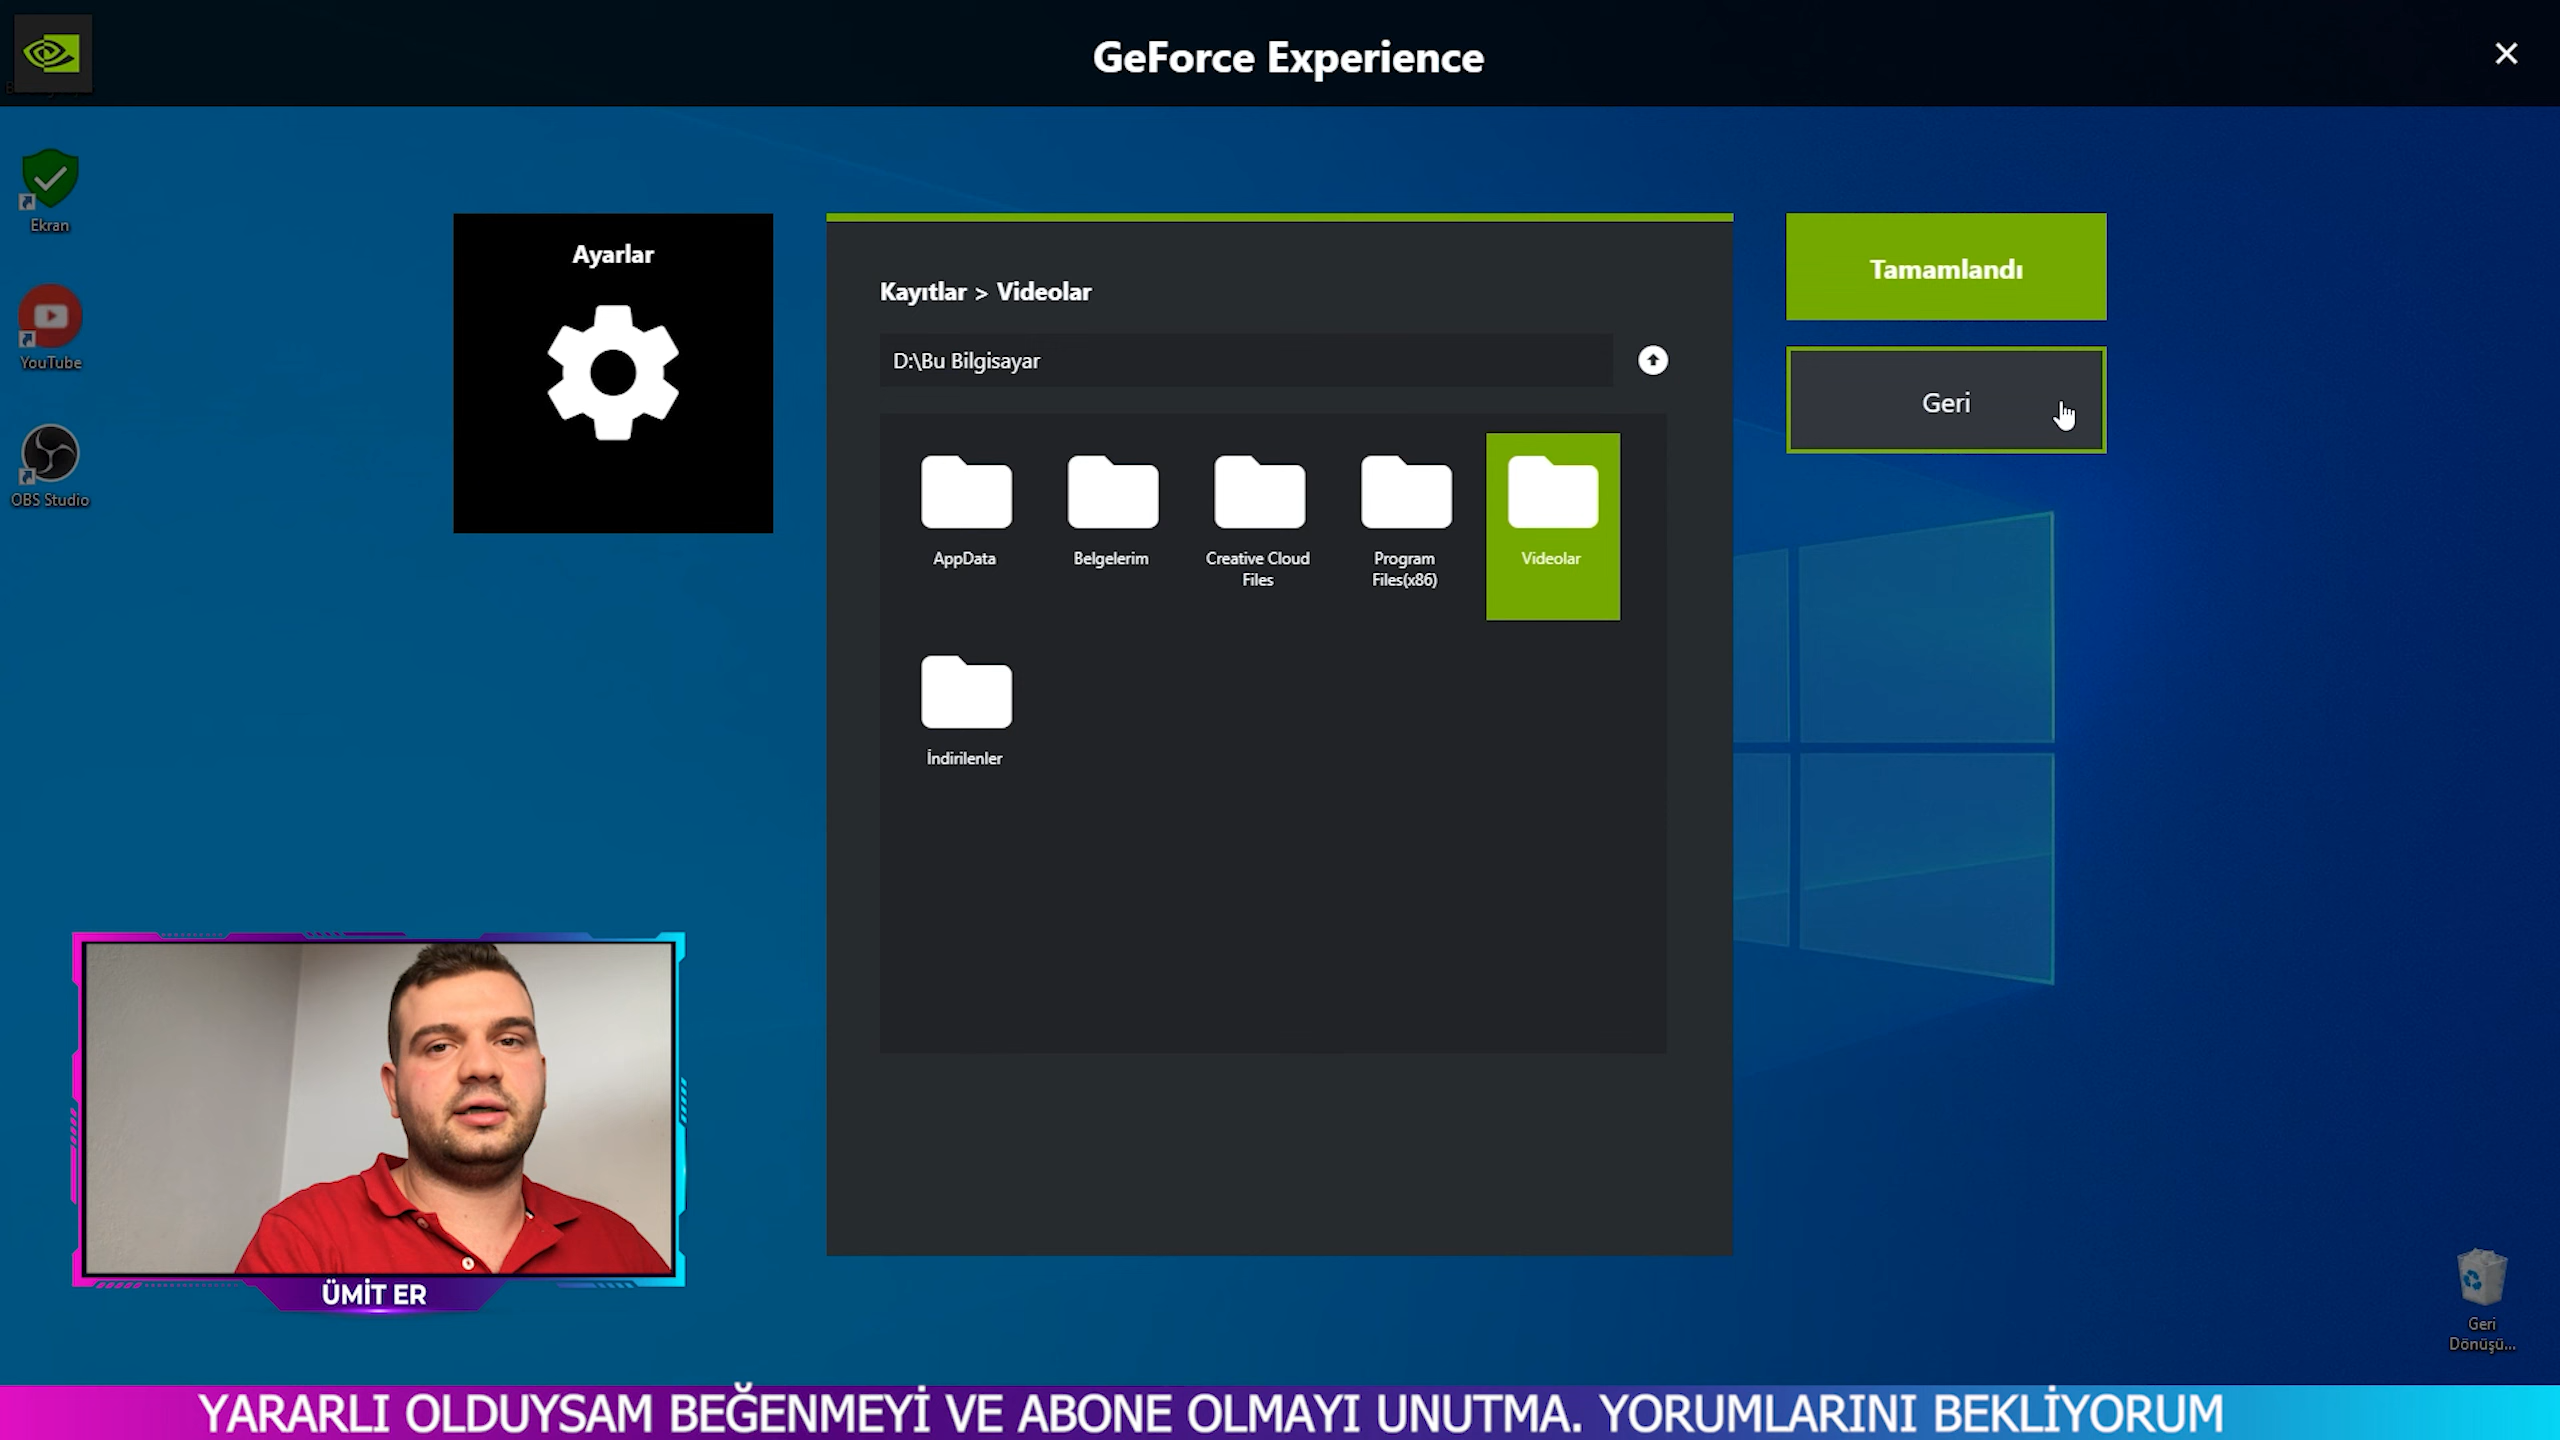 GeForce Experience
Ekran
YouTube
OBS Studio
Ayarlar
Kayıtlar > Videolar
D:\Bu Bilgisayar
AppData
Belgelerim
Creative Cloud
Files
Program
Files(x86)
Videolar
İndirilenler
Tamamlandı
Geri
ÜMİT ER
Geri
Dönüşü...
YARARLI OLDUYSAM BEĞENMEYİ VE ABONE OLMAYI UNUTMA. YORUMLARINI BEKLİYORUM